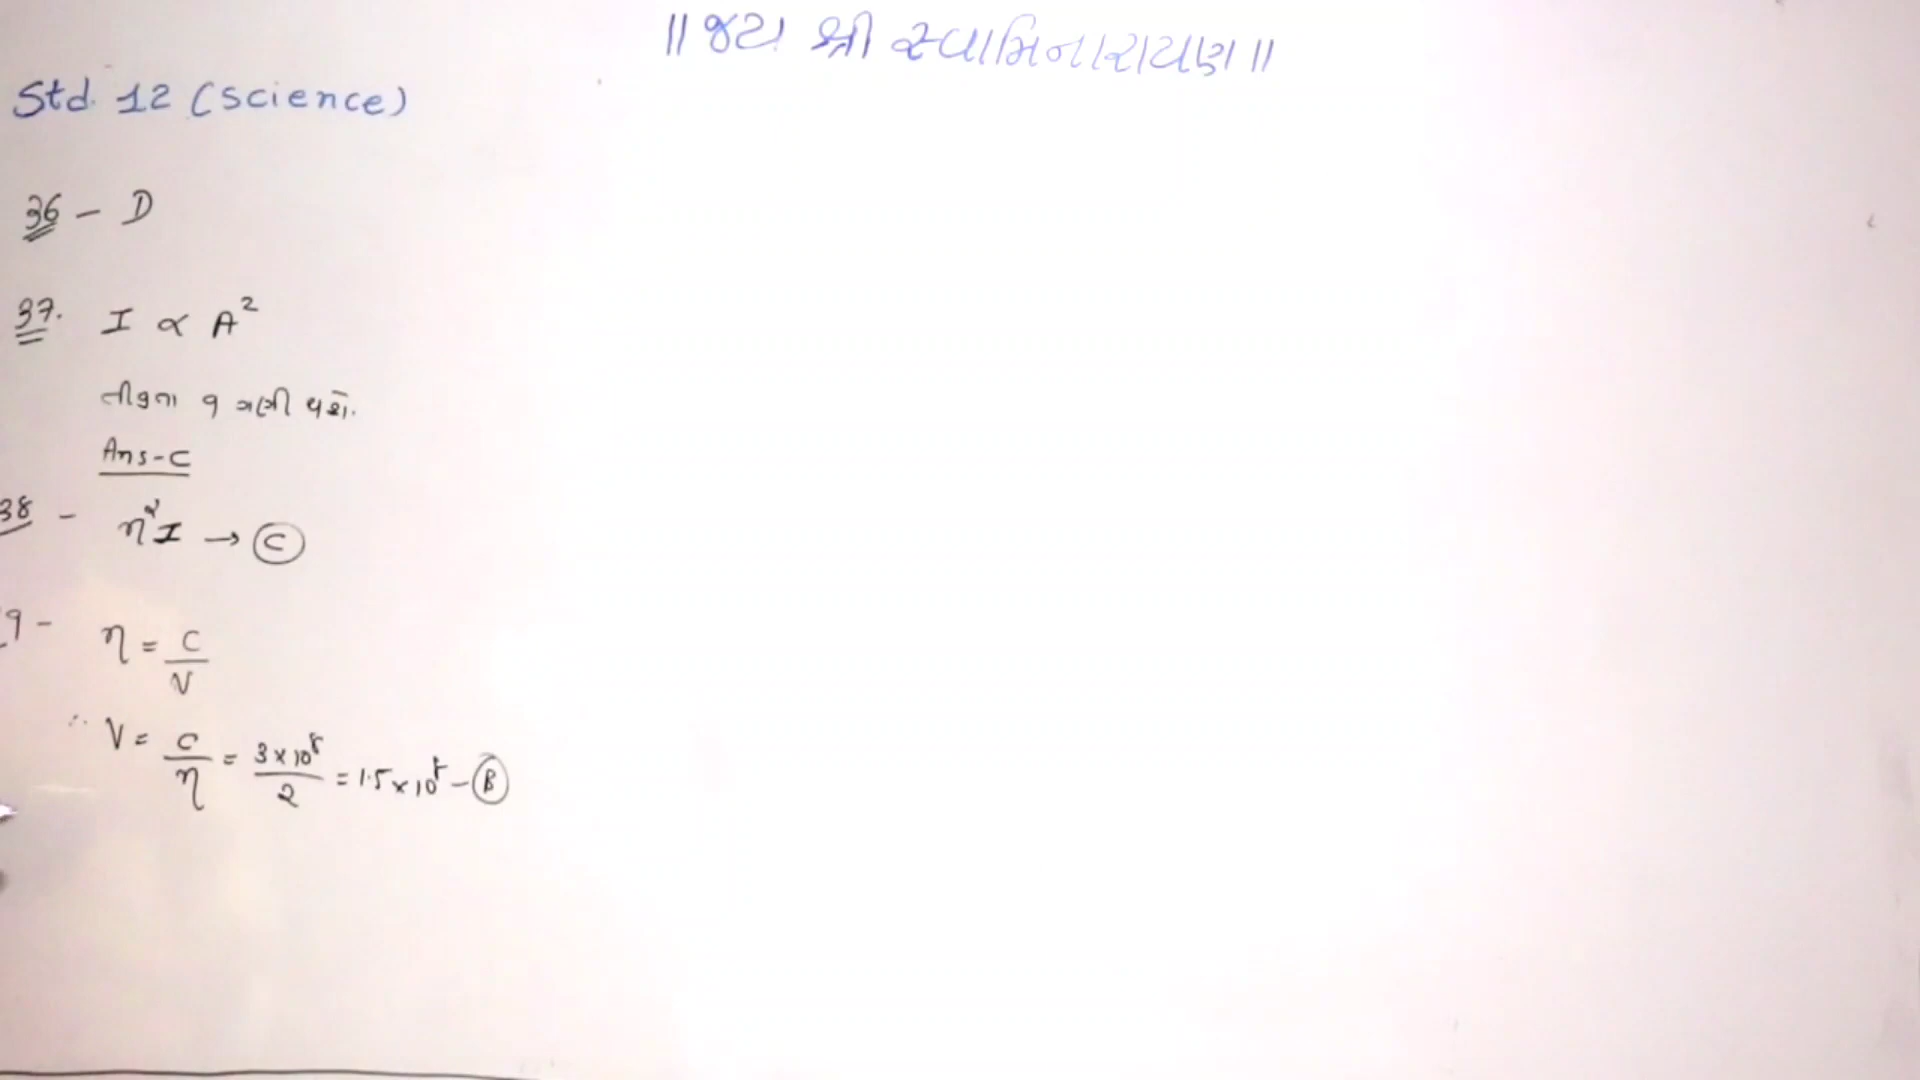 ॥ જય શ્રી સ્વામિનારાયણ ॥
Std. 12 (Science)
36 - D
37. I ∝ A²
તીવ્રતા 9 ગણી થશે.
Ans-C
38 - η²I → C
9 - η = C/V
∴ V = C/η = 3×10⁸/2 = 1.5×10⁸ - B